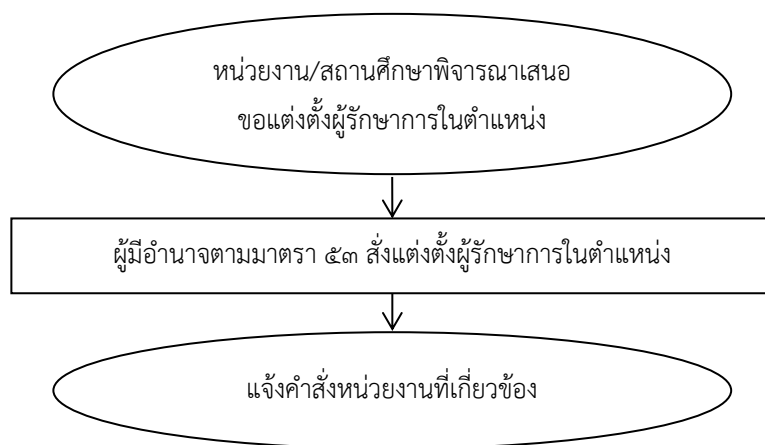 หน่วยงาน/สถานศึกษาพิจารณาเสนอ
ขอแต่งตั้งผู้รักษาการในตำแหน่ง
ผู้มีอำนาจตามมาตรา ๕๓ สั่งแต่งตั้งผู้รักษาการในตำแหน่ง
แจ้งคำสั่งหน่วยงานที่เกี่ยวข้อง